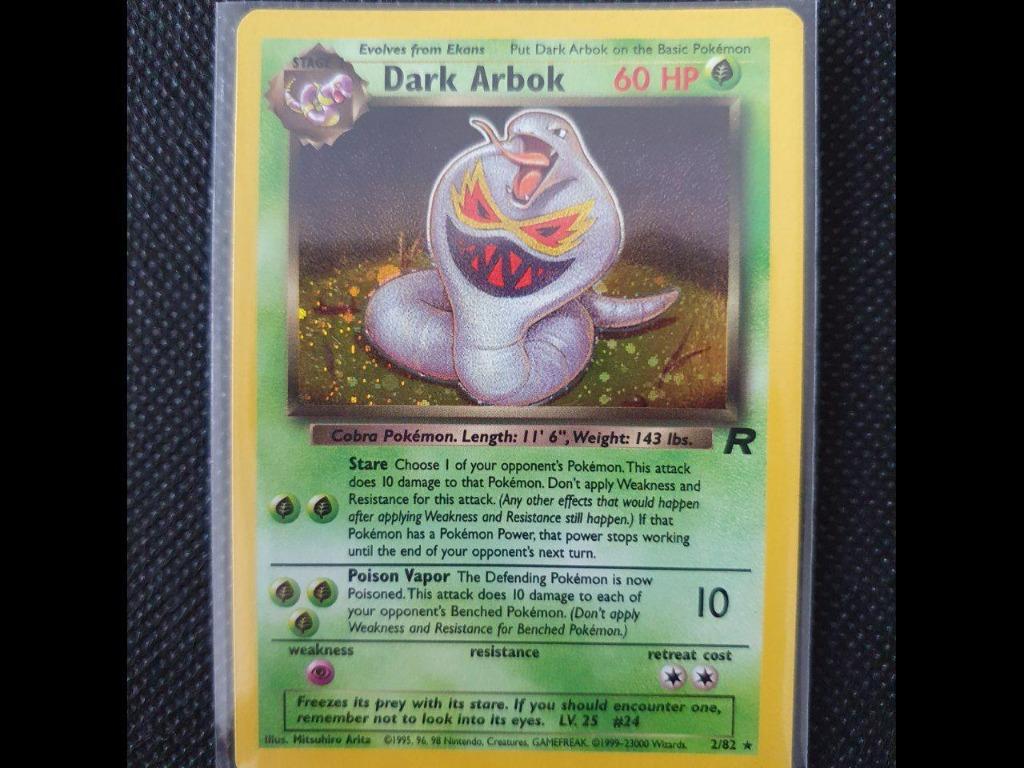 Evolves from Ekans Put Dark Arbok on the Basic Pokémon
STAGE
Dark Arbok 60 HP
Cobra Pokémon. Length: 11' 6", Weight: 143 lbs.
R
Stare Choose 1 of your opponent's Pokémon. This attack
does 10 damage to that Pokémon. Don't apply Weakness and
Resistance for this attack. (Any other effects that would happen
after applying Weakness and Resistance still happen.) If that
Pokémon has a Pokémon Power, that power stops working
until the end of your opponent's next turn.
Poison Vapor The Defending Pokémon is now
Poisoned. This attack does 10 damage to each of
your opponent's Benched Pokémon. (Don't apply
Weakness and Resistance for Benched Pokémon.)
10
weakness resistance retreat cost
Freezes its prey with its stare. If you should encounter one,
remember not to look into its eyes. LV. 25 #24
Illus. Mitsuhiro Arita ©1995, 96, 98 Nintendo, Creatures, GAMEFREAK. ©1999-23000 Wizards. 2/82 ★